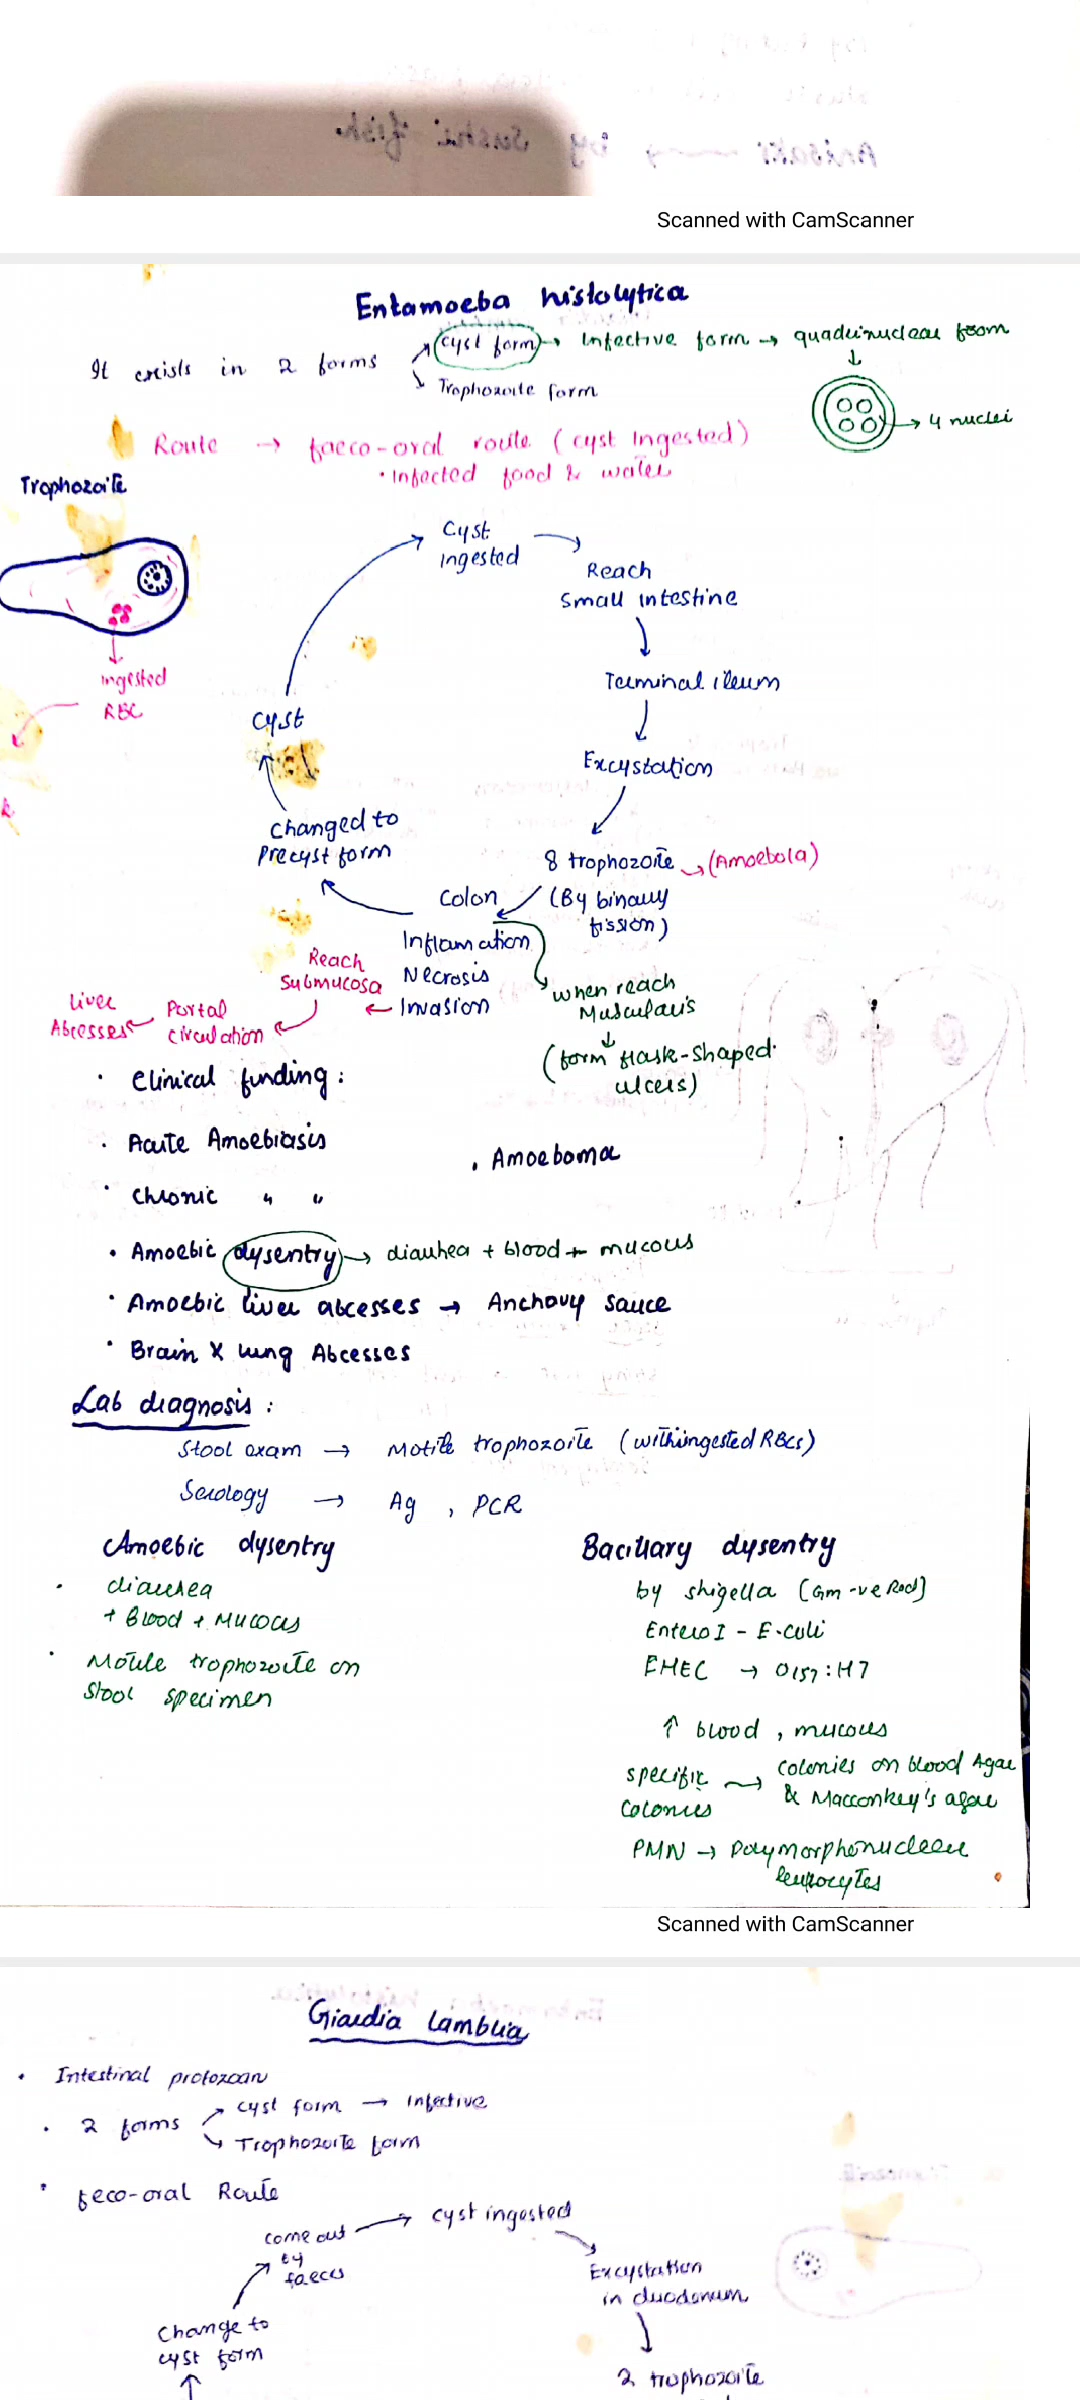 Anisaki → by Sushi fish
Scanned with CamScanner
Entamoeba histolytica
It exists in 2 forms
Cyst form → Infective form → quadrinuclear form
Trophozoite form
→ 4 nuclei
Route → faeco-oral route (cyst Ingested)
• Infected food & water
Trophozoite
Ingested
RBC
Cyst
ingested
Reach
Small intestine
Terminal ileum
Excystation
8 trophozoite → (Amoebola)
(By binary
fission)
Colon
Inflamation
Necrosis
Invasion
Reach
Submucosa
Portal
circulation
Liver
Abcesses
when reach
Muscularis
(form flask-shaped
ulcers)
Changed to
Precyst form
Cyst
• Clinical funding :
• Acute Amoebiasis
• Amoeboma
• Chronic " "
• Amoebic dysentry → diarrhea + blood + mucous
• Amoebic liver abcesses → Anchovy sauce
• Brain & lung Abcesses
Lab diagnosis :
Stool exam → Motile trophozoite (with ingested RBCs)
Serology → Ag , PCR
Amoebic dysentry
• diarrhea
+ Blood + Mucous
• Motile trophozoite on
Stool specimen
Bacillary dysentry
by shigella (Gm -ve Rod)
Entero I - E.coli
EHEC → O157:H7
↑ blood , mucous
specific → colonies on blood Agar
colonies & Macconkey's agar
PMN → Polymorphonuclear
leukocytes
Scanned with CamScanner
Giardia Lamblia
• Intestinal protozoan
• 2 forms
cyst form → Infective
Trophozoite form
• feco-oral Route
cyst ingested
Excystation
in duodenum
2 trophozoite
Change to
cyst form
come out
by
faeces